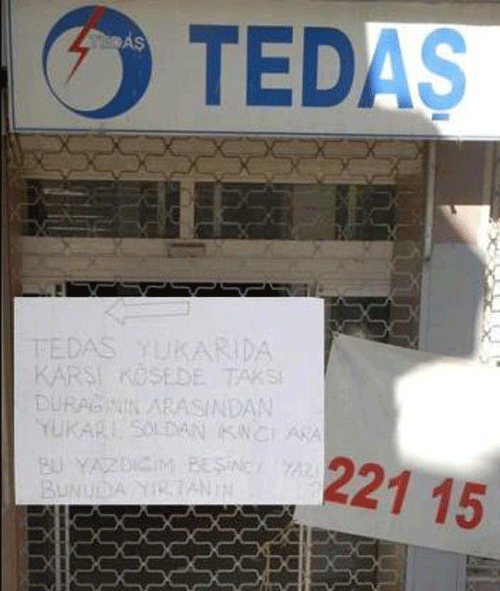 TEDAŞ
TEDAŞ
TEDAS YUKARIDA
KARŞI KÖŞEDE TAKSİ
DURAĞININ ARASINDAN
YUKARI SOLDAN İKİNCİ ARA
BU YAZDIĞIM BEŞİNCİ YAZI
BUNUDA YIRTANIN
221 15